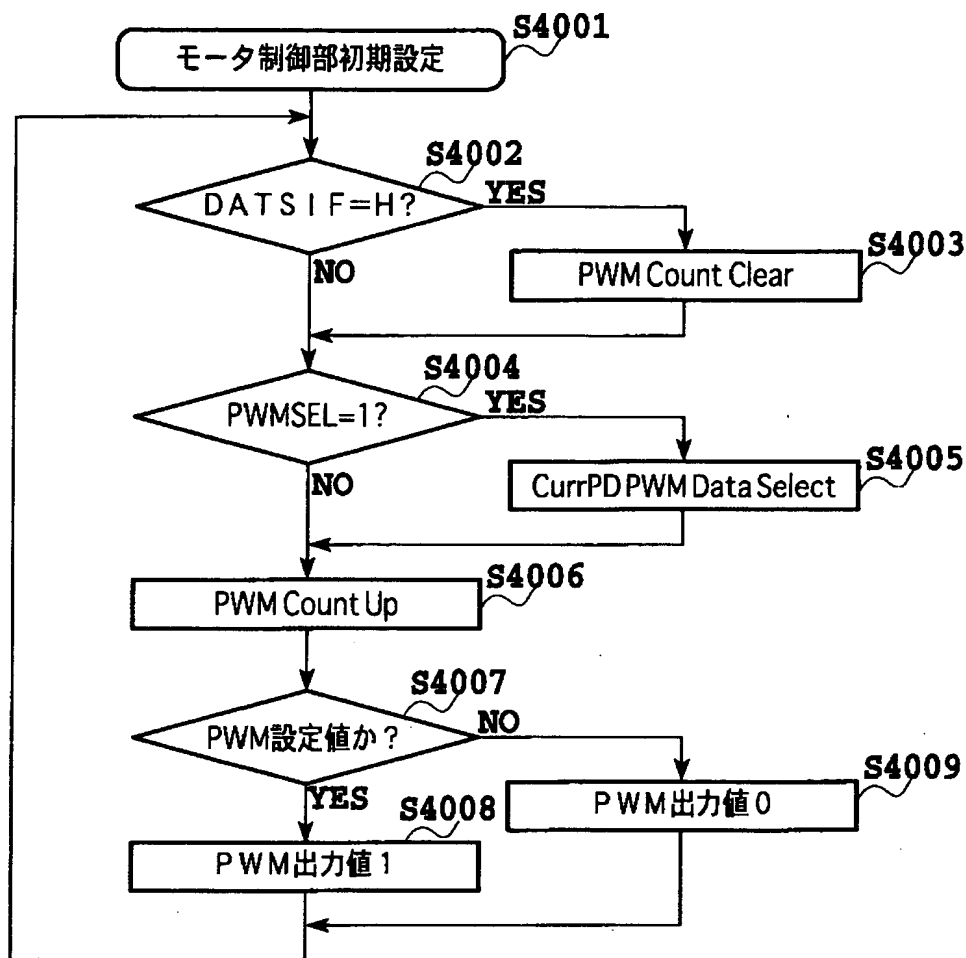 S4001
モータ制御部初期設定
S4002
DATSIF=H?
YES
S4003
NO
PWM Count Clear
S4004
PWMSEL=1?
YES
S4005
NO
CurrPD PWM Data Select
S4006
PWM Count Up
S4007
PWM設定値か?
NO
S4009
YES
PWM出力値0
S4008
PWM出力値1